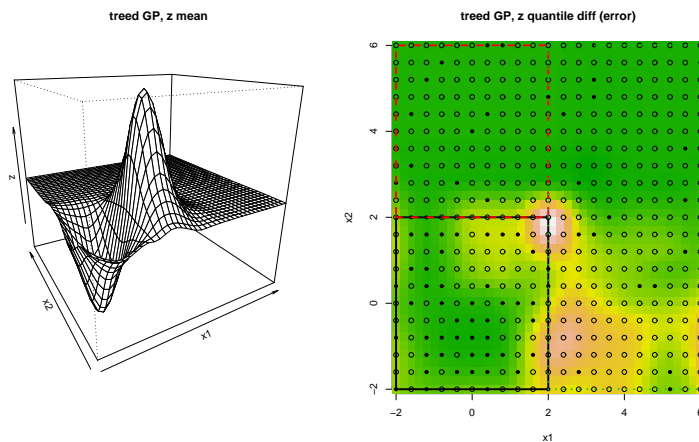 treed GP, z mean
z
x2
x1
treed GP, z quantile diff (error)
6
4
2
0
−2
x2
−2 0 2 4 6
x1